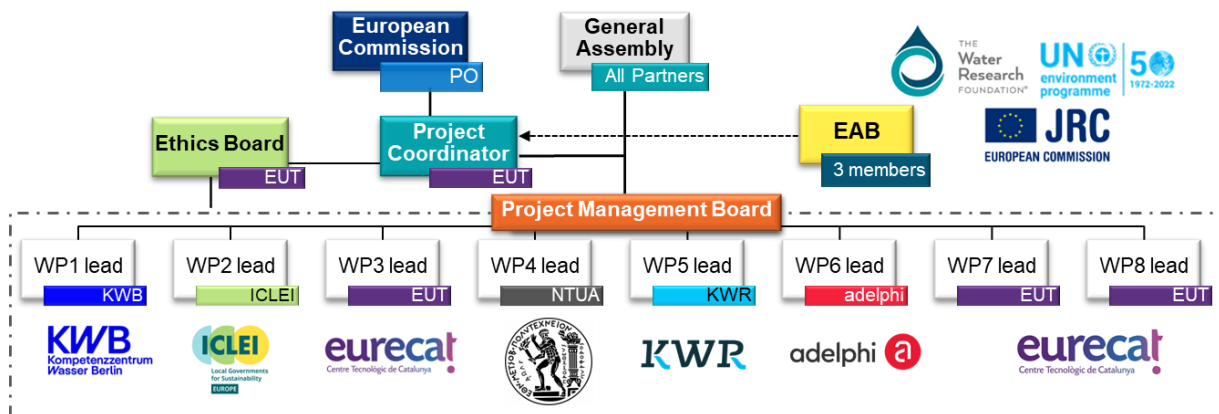 European
Commission
PO
General
Assembly
All Partners
THE
Water
Research
FOUNDATION®
UN
environment
programme
50
1972-2022
JRC
EUROPEAN COMMISSION
Ethics Board
EUT
Project
Coordinator
EUT
EAB
3 members
Project Management Board
WP1 lead
KWB
WP2 lead
ICLEI
WP3 lead
EUT
WP4 lead
NTUA
WP5 lead
KWR
WP6 lead
adelphi
WP7 lead
EUT
WP8 lead
EUT
KWB
Kompetenzzentrum
Wasser Berlin
ICLEI
Local Governments
for Sustainability
EUROPE
eurecat
Centre Tecnològic de Catalunya
KWR
adelphi
a
eurecat
Centre Tecnològic de Catalunya